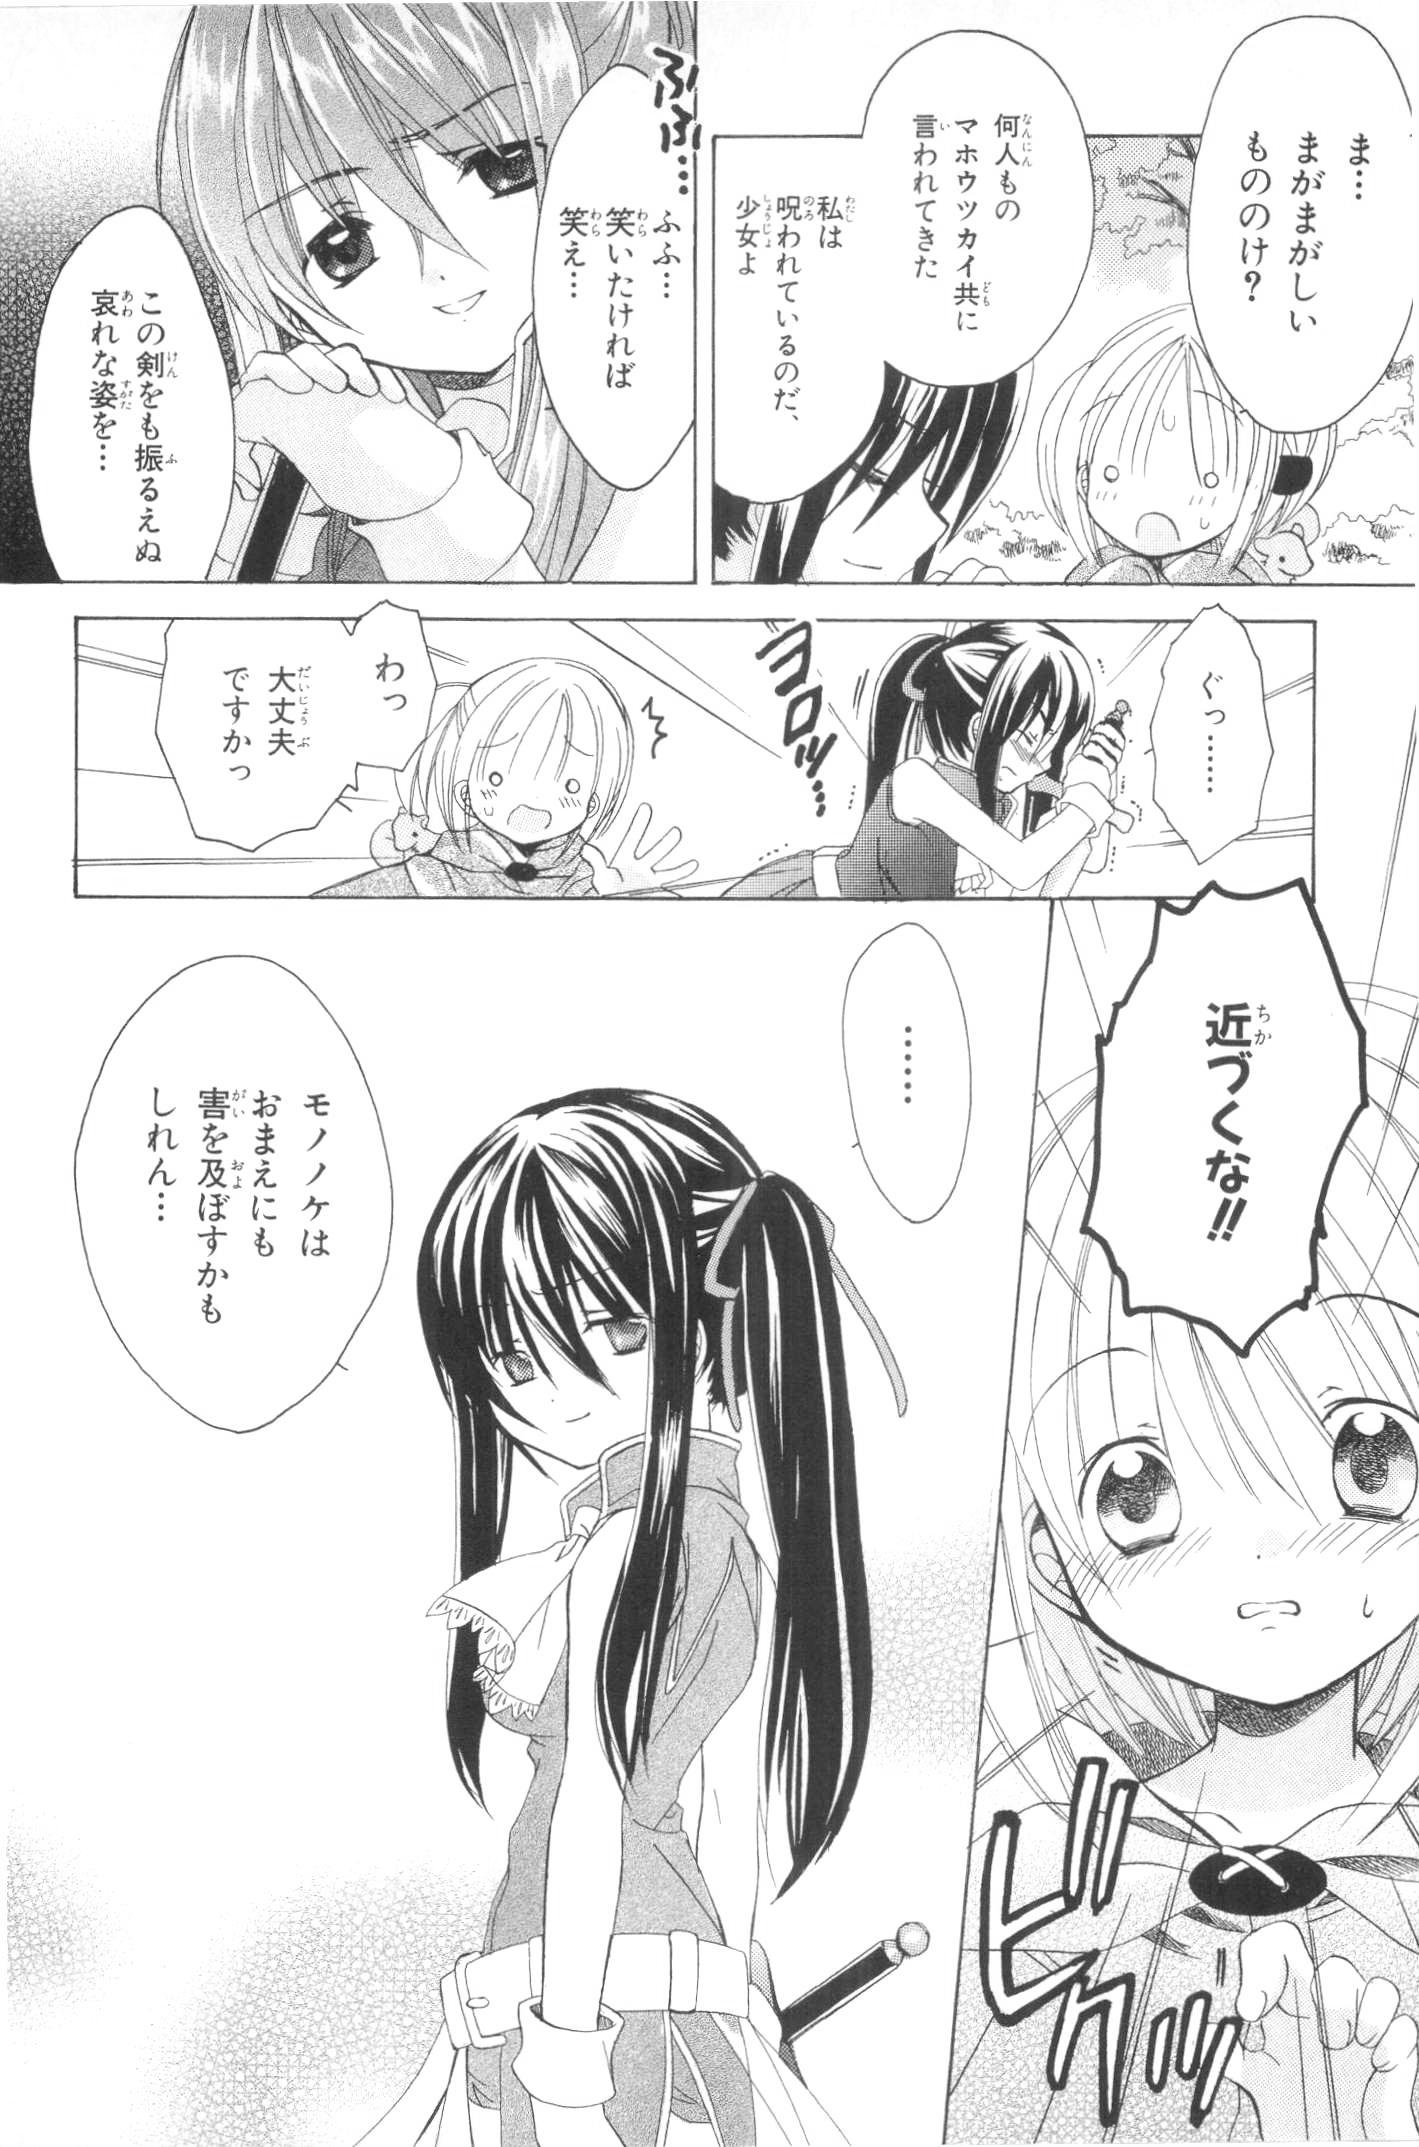 ま…
まがまがしい
もののけ？
何人もの
マホウツカイ共に
言われてきた
私は
呪われているのだ、
少女よ
ふふ…
ふふ…
笑いたければ
笑え…
この剣をも振るえぬ
哀れな姿を…
ぐっ……
ヨロッ…
わっ
大丈夫
ですかっ
近づくな!!
ビクッ
……
モノノケは
おまえにも
害を及ぼすかも
しれん…